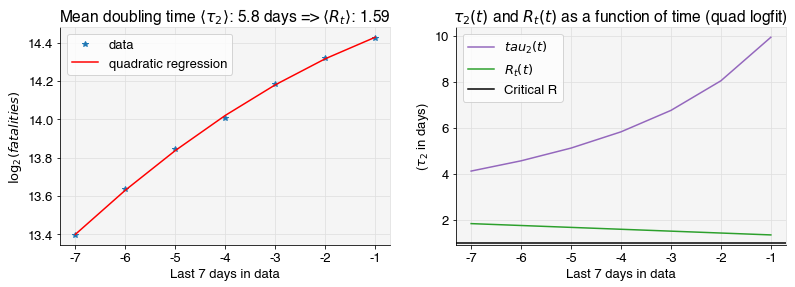 Mean doubling time ⟨τ₂⟩: 5.8 days => ⟨Rₜ⟩: 1.59
data
quadratic regression
log₂(fatalities)
14.4
14.2
14.0
13.8
13.6
13.4
-7 -6 -5 -4 -3 -2 -1
Last 7 days in data
τ₂(t) and Rₜ(t) as a function of time (quad logfit)
tau₂(t)
Rₜ(t)
Critical R
(τ₂ in days)
10
8
6
4
2
-7 -6 -5 -4 -3 -2 -1
Last 7 days in data